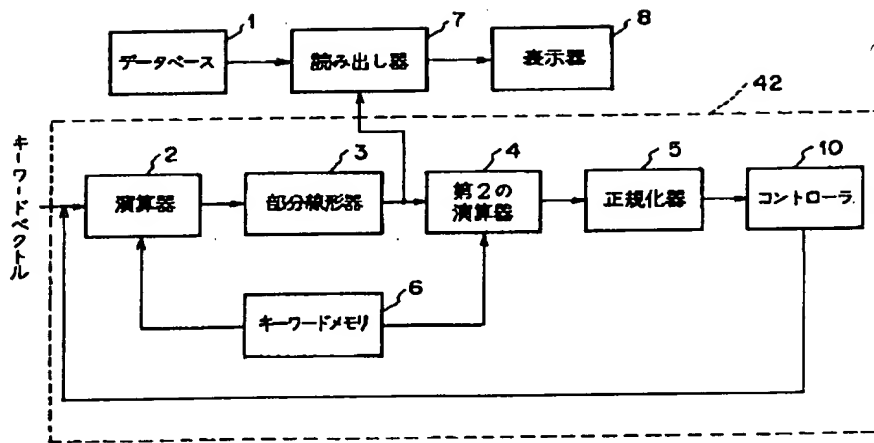 1
7
8
データベース
読み出し器
表示器
42
キーワードベクトル
2
3
4
5
10
演算器
部分線形器
第2の
演算器
正規化器
コントローラ
6
キーワードメモリ